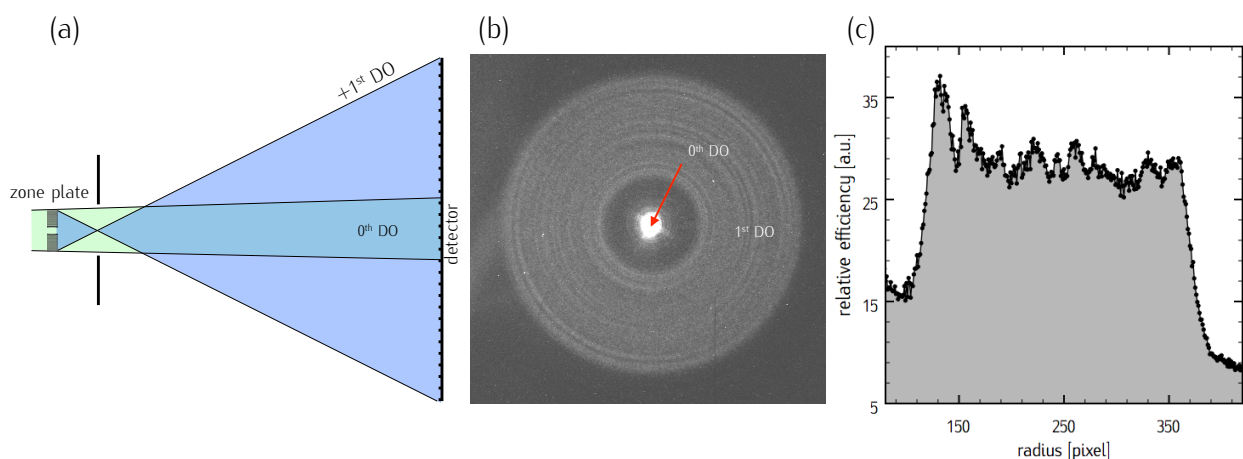 (a)
(b)
(c)
+1st DO
zone plate
0th DO
detector
0th DO
1st DO
relative efficiency [a.u.]
35
25
15
5
150
250
350
radius [pixel]